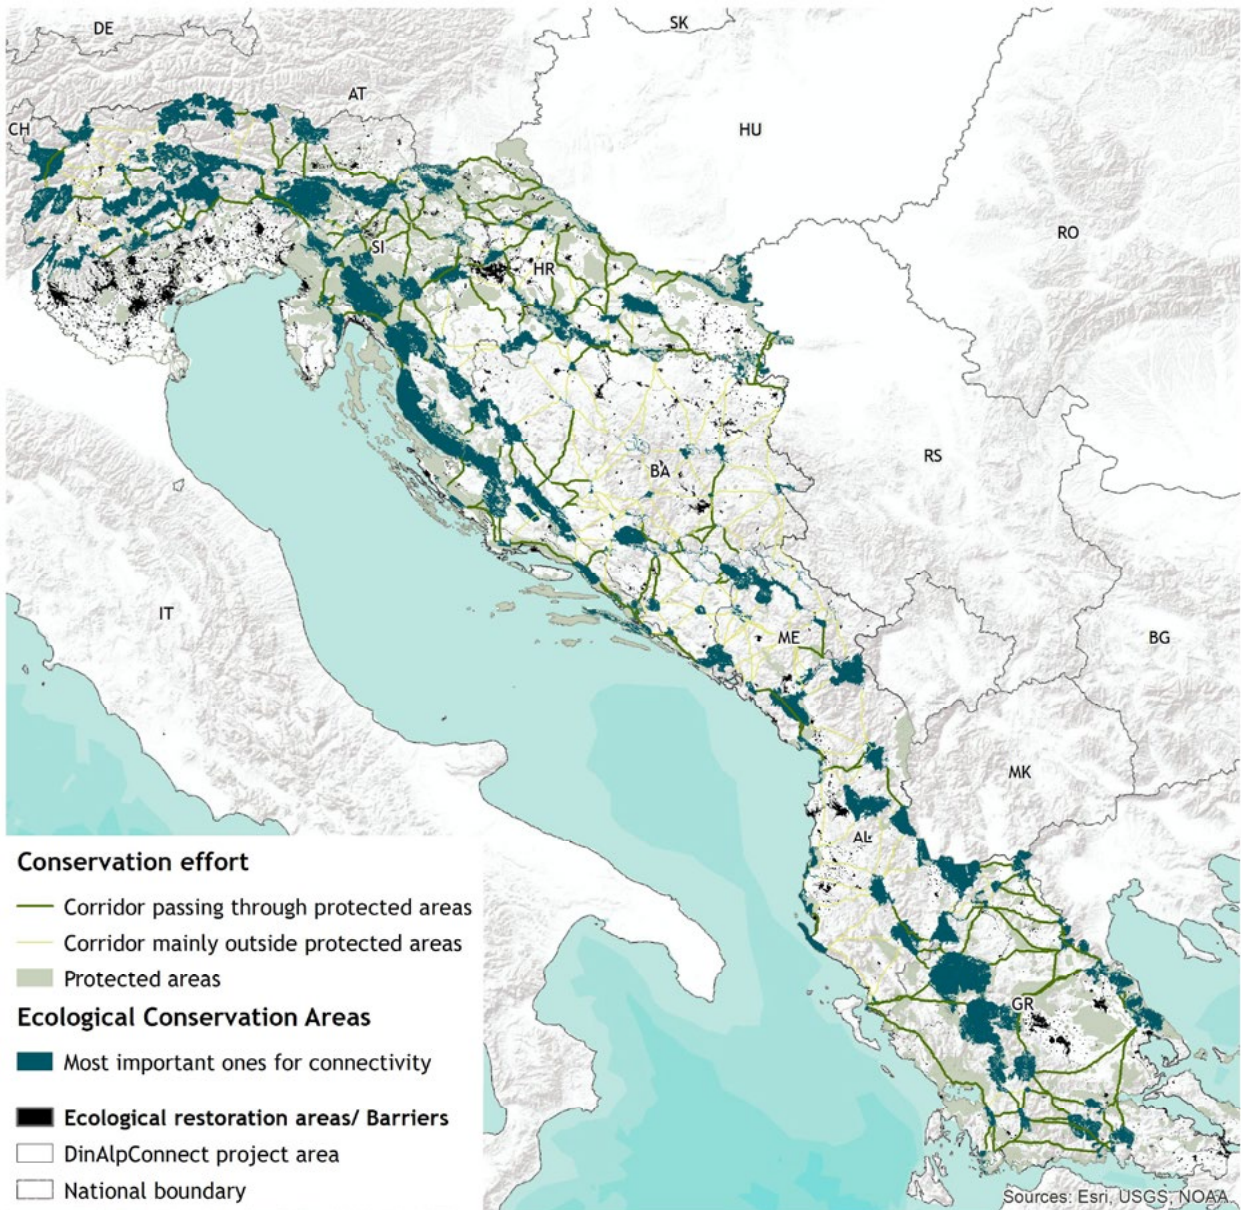 DE
SK
AT
CH
HU
RO
SI
HR
BA
RS
IT
ME
BG
MK
AL
GR
Conservation effort
Corridor passing through protected areas
Corridor mainly outside protected areas
Protected areas
Ecological Conservation Areas
Most important ones for connectivity
Ecological restoration areas/ Barriers
DinAlpConnect project area
National boundary
Sources: Esri, USGS, NOAA